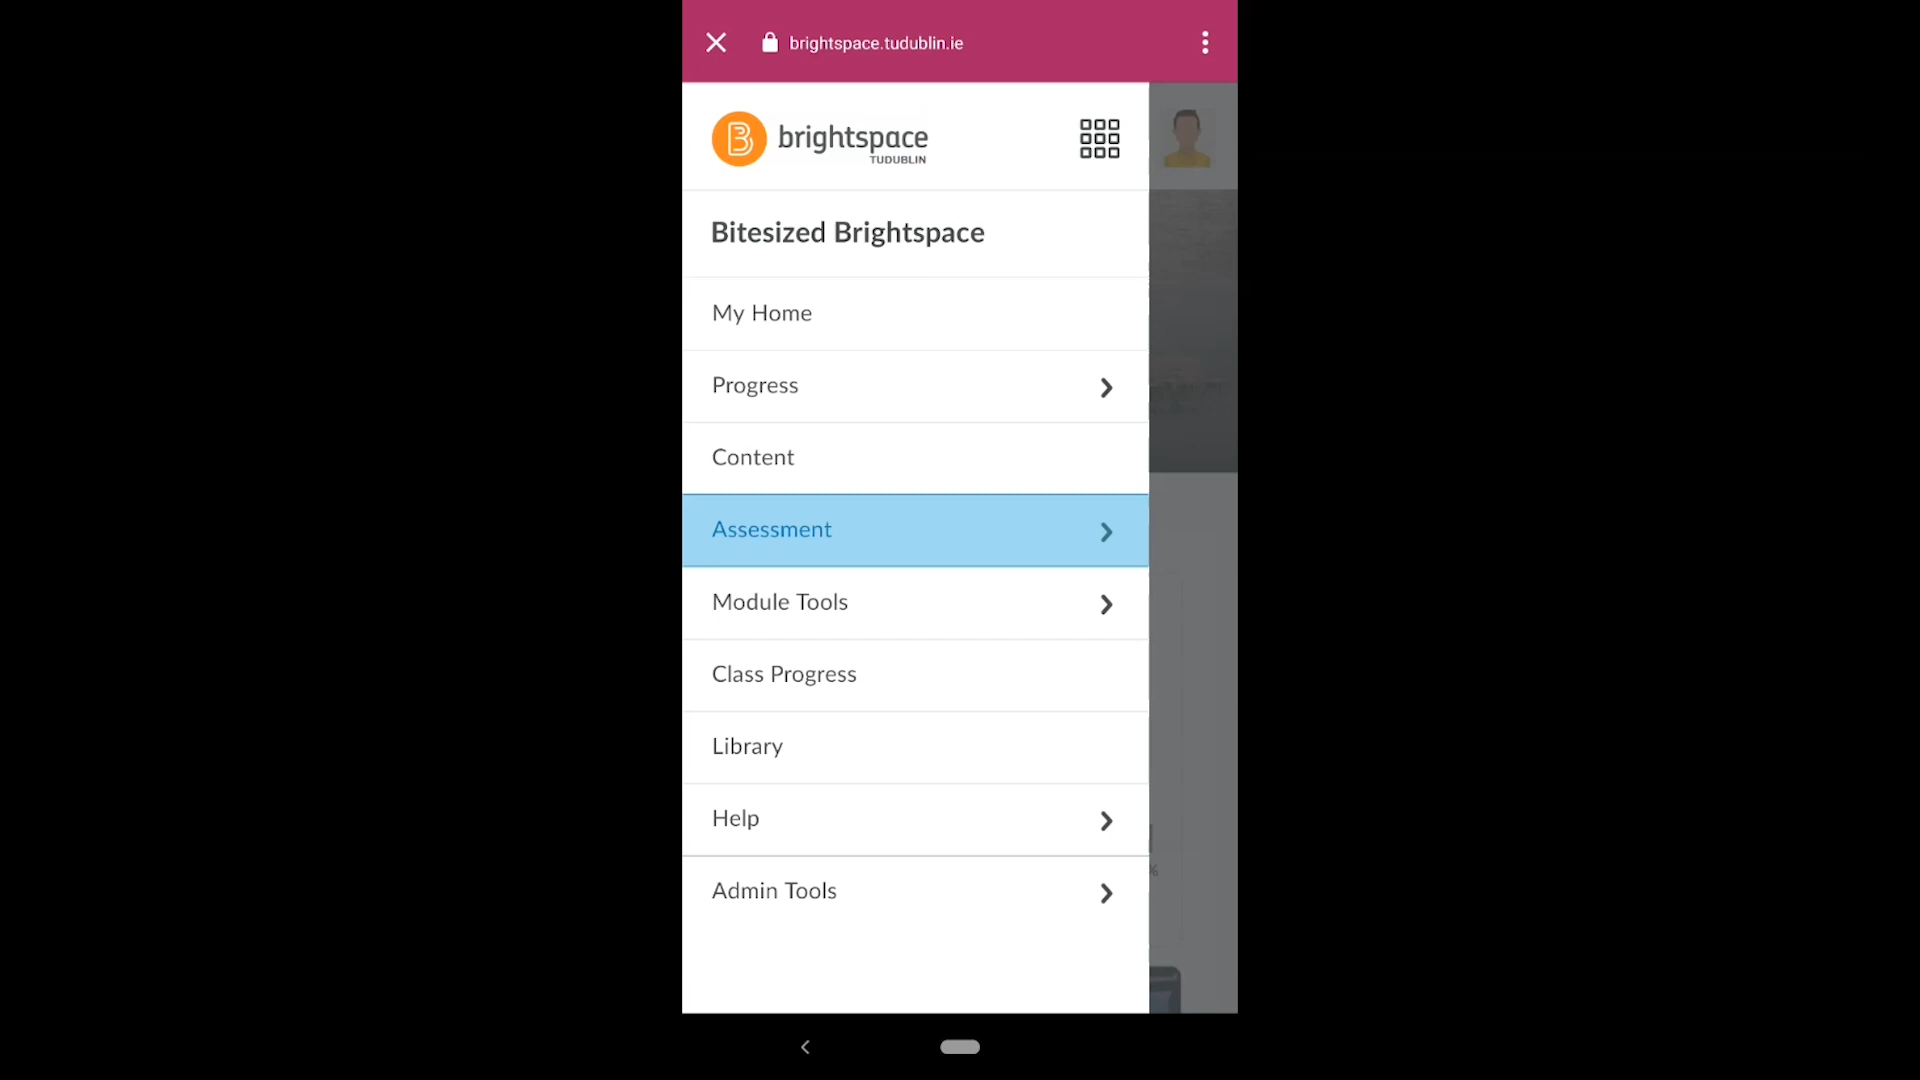 brightspace.tudublin.ie
brightspace
TUDUBLIN
Bitesized Brightspace
My Home
Progress
Content
Assessment
Module Tools
Class Progress
Library
Help
%
Admin Tools